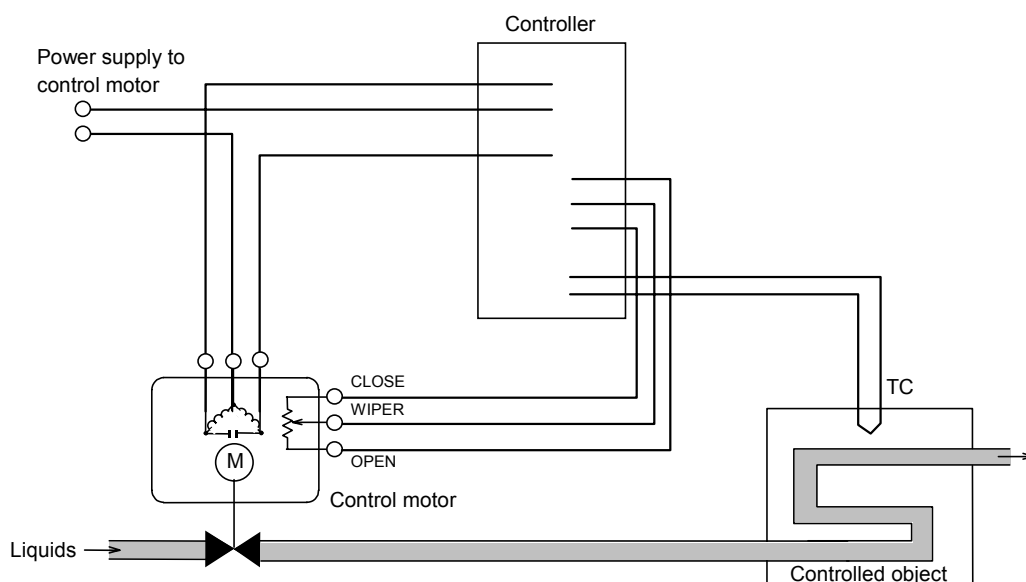 Controller
Power supply to
control motor
CLOSE
WIPER
OPEN
TC
M
Control motor
Liquids
Controlled object